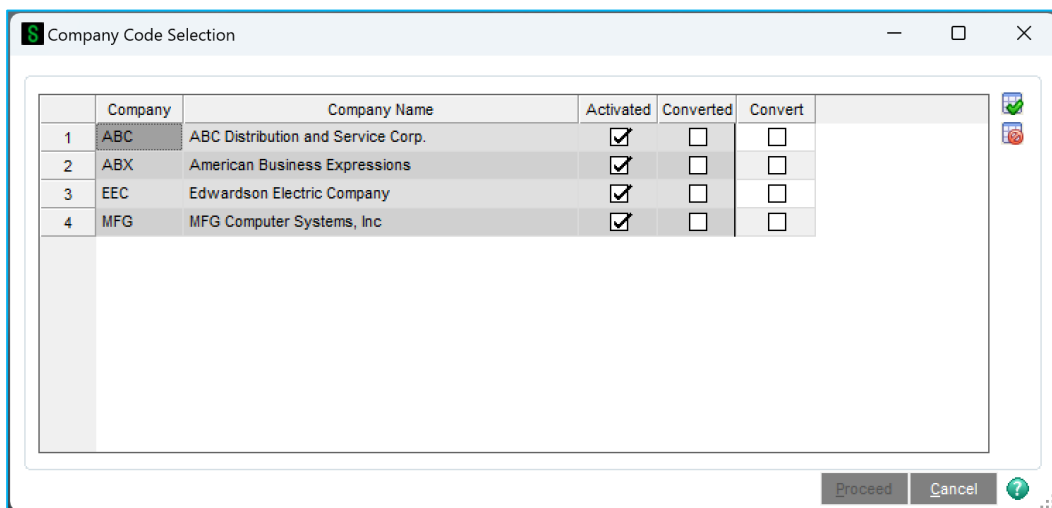 Company Code Selection
Company Company Name Activated Converted Convert
1 ABC ABC Distribution and Service Corp.
2 ABX American Business Expressions
3 EEC Edwardson Electric Company
4 MFG MFG Computer Systems, Inc
Proceed Cancel ?